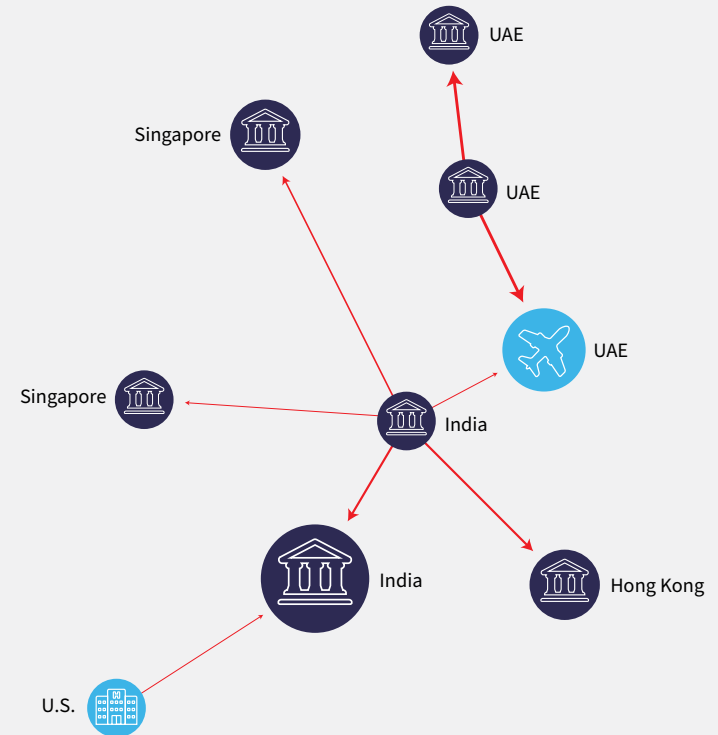 UAE
Singapore
UAE
UAE
Singapore
India
India
Hong Kong
U.S.